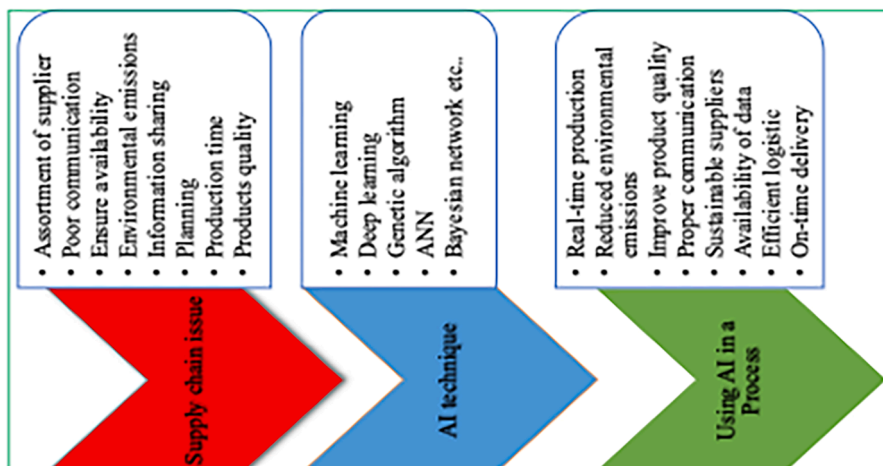 Supply chain issue
• Assortment of supplier
• Poor communication
• Ensure availability
• Environmental emissions
• Information sharing
• Planning
• Production time
• Products quality
AI technique
• Machine learning
• Deep learning
• Genetic algorithm
• ANN
• Bayesian network etc..
Using AI in a
Process
• Real-time production
• Reduced environmental
emissions
• Improve product quality
• Proper communication
• Sustainable suppliers
• Availability of data
• Efficient logistic
• On-time delivery